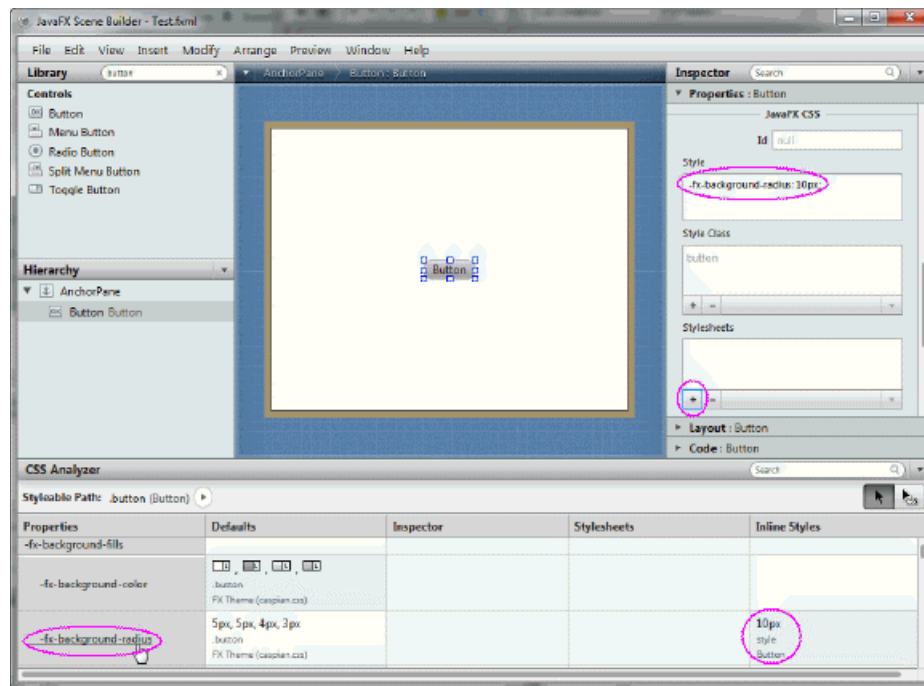 JavaFX Scene Builder - Test.fxml
File Edit View Insert Modify Arrange Preview Window Help
Library button
AnchorPane Button : Button
Inspector Search
Controls
Button
Menu Button
Radio Button
Split Menu Button
Toggle Button
Properties : Button
JavaFX CSS
Id null
Style
-fx-background-radius: 10px;
Style Class
button
+ -
Stylesheets
+ -
Button
Hierarchy
AnchorPane
Button Button
Layout : Button
Code : Button
CSS Analyzer Search
Styleable Path: .button (Button)
Properties Defaults Inspector Stylesheets Inline Styles
-fx-background-fills
-fx-background-color
, , ,
.button
FX Theme (caspian.css)
-fx-background-radius
5px, 5px, 4px, 3px
.button
FX Theme (caspian.css)
10px
style
Button